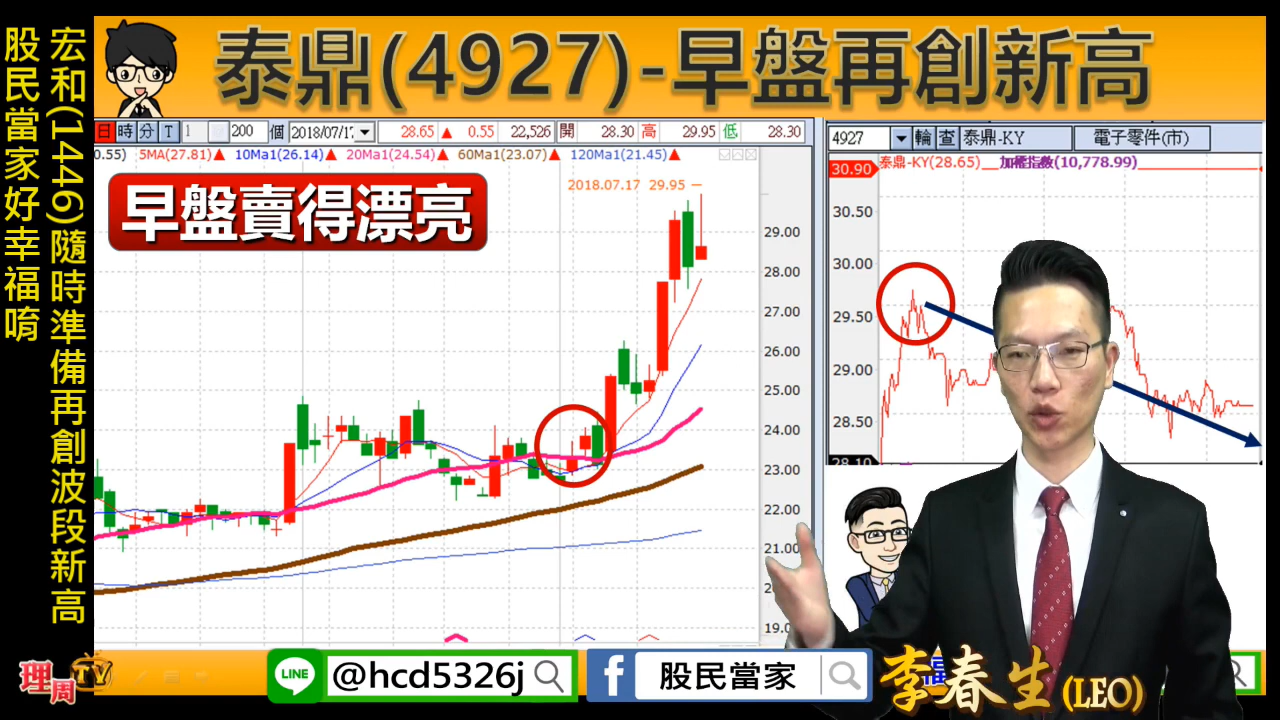 宏和(1446)隨時準備再創波段新高
股民當家好幸福唷
泰鼎(4927)-早盤再創新高
日 時 分 T 1 200 個 2018/07/17 28.65 ▲ 0.55 22,526 開 28.30 高 29.95 低 28.30
0.55) 5MA(27.81)▲ 10Ma1(26.14)▲ 20Ma1(24.54)▲ 60Ma1(23.07)▲ 120Ma1(21.45)▲
2018.07.17 29.95
早盤賣得漂亮
29.00
28.00
27.00
26.00
25.00
24.00
23.00
22.00
21.00
19.0
4927 輪 查 泰鼎-KY 電子零件(市)
泰鼎-KY(28.65) 加權指數(10,778.99)
30.90
30.50
30.00
29.50
29.00
28.50
28.10
理周TV
LINE @hcd5326j
f 股民當家
李春生(LEO)